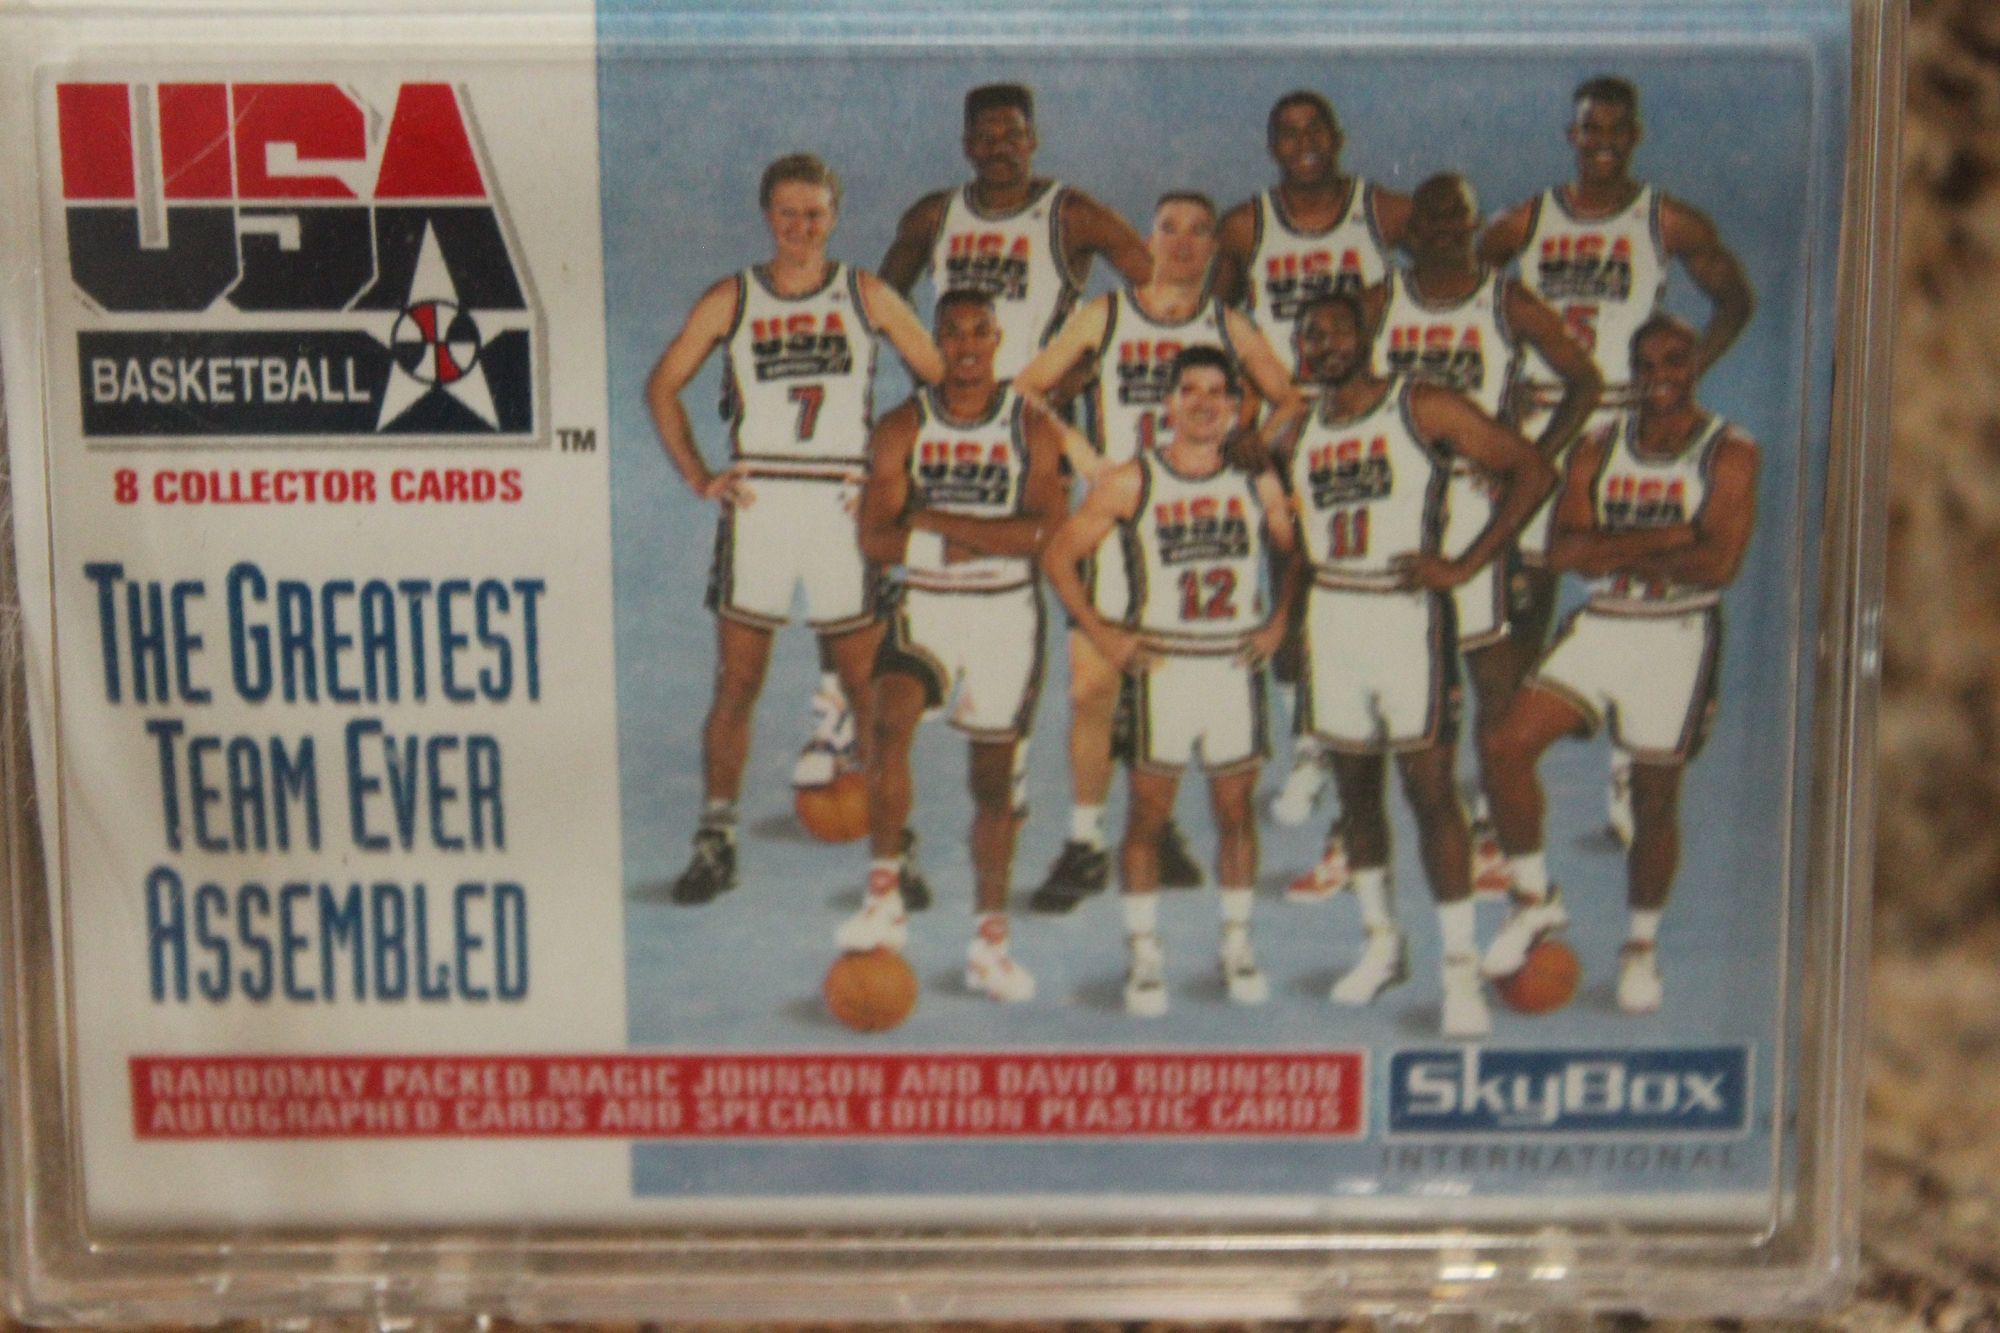 USA
BASKETBALL
TM
8 COLLECTOR CARDS
THE GREATEST
TEAM EVER
ASSEMBLED
RANDOMLY PACKED MAGIC JOHNSON AND DAVID ROBINSON
AUTOGRAPHED CARDS AND SPECIAL EDITION PLASTIC CARDS
SKYBOX
INTERNATIONAL
USA
USA
USA
USA
5
USA
7
USA
USA
USA
USA
11
USA
USA
12